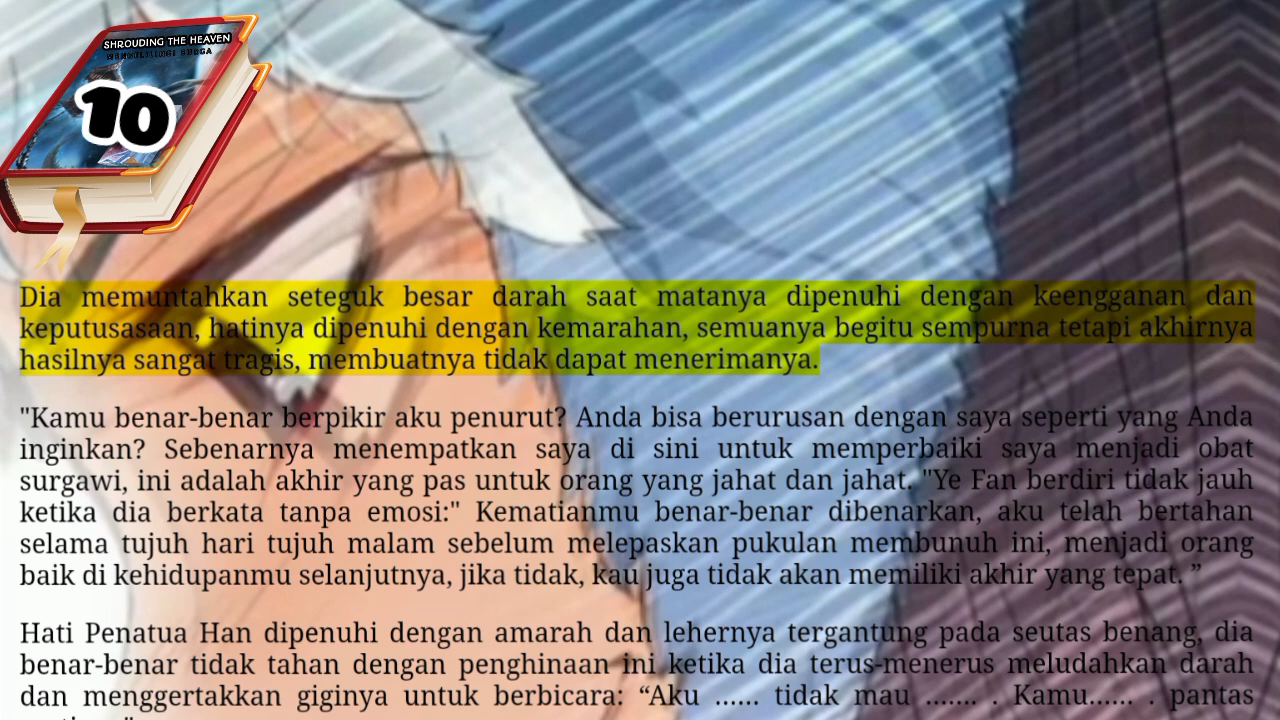 SHROUDING THE HEAVEN
10
Dia memuntahkan seteguk besar darah saat matanya dipenuhi dengan keengganan dan
keputusasaan, hatinya dipenuhi dengan kemarahan, semuanya begitu sempurna tetapi akhirnya
hasilnya sangat tragis, membuatnya tidak dapat menerimanya.
"Kamu benar-benar berpikir aku penurut? Anda bisa berurusan dengan saya seperti yang Anda
inginkan? Sebenarnya menempatkan saya di sini untuk memperbaiki saya menjadi obat
surgawi, ini adalah akhir yang pas untuk orang yang jahat dan jahat. "Ye Fan berdiri tidak jauh
ketika dia berkata tanpa emosi:" Kematianmu benar-benar dibenarkan, aku telah bertahan
selama tujuh hari tujuh malam sebelum melepaskan pukulan membunuh ini, menjadi orang
baik di kehidupanmu selanjutnya, jika tidak, kau juga tidak akan memiliki akhir yang tepat. ”
Hati Penatua Han dipenuhi dengan amarah dan lehernya tergantung pada seutas benang, dia
benar-benar tidak tahan dengan penghinaan ini ketika dia terus-menerus meludahkan darah
dan menggertakkan giginya untuk berbicara: “Aku ...... tidak mau ....... . Kamu...... . pantas